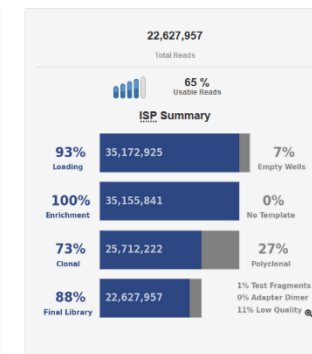 22,627,957
Total Reads
65 %
Usable Reads
ISP Summary
93%
Loading
35,172,925
7%
Empty Wells
100%
Enrichment
35,155,841
0%
No Template
73%
Clonal
25,712,222
27%
Polyclonal
88%
Final Library
22,627,957
1% Test Fragments
0% Adapter Dimer
11% Low Quality